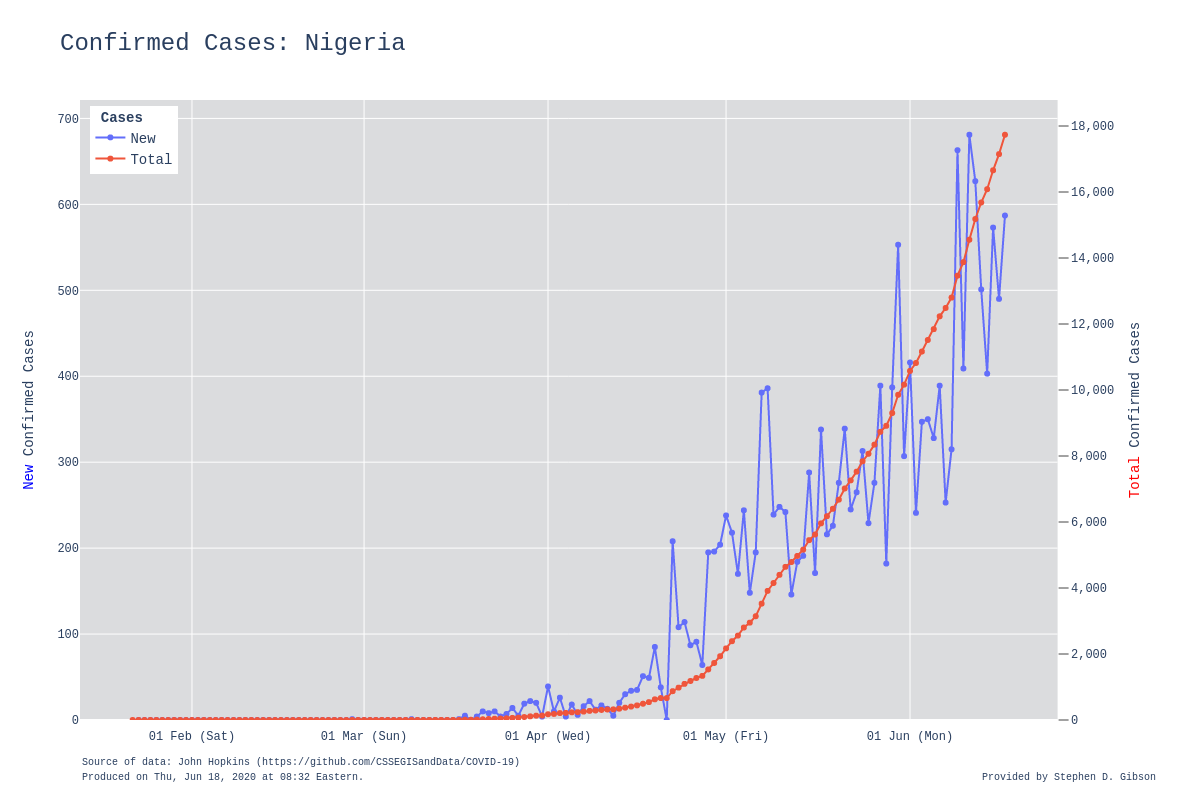 Confirmed Cases: Nigeria
Cases
New
Total
700
600
500
400
300
200
100
0
18,000
16,000
14,000
12,000
10,000
8,000
6,000
4,000
2,000
0
New Confirmed Cases
Total Confirmed Cases
01 Feb (Sat) 01 Mar (Sun) 01 Apr (Wed) 01 May (Fri) 01 Jun (Mon)
Source of data: John Hopkins (https://github.com/CSSEGISandData/COVID-19)
Produced on Thu, Jun 18, 2020 at 08:32 Eastern.
Provided by Stephen D. Gibson